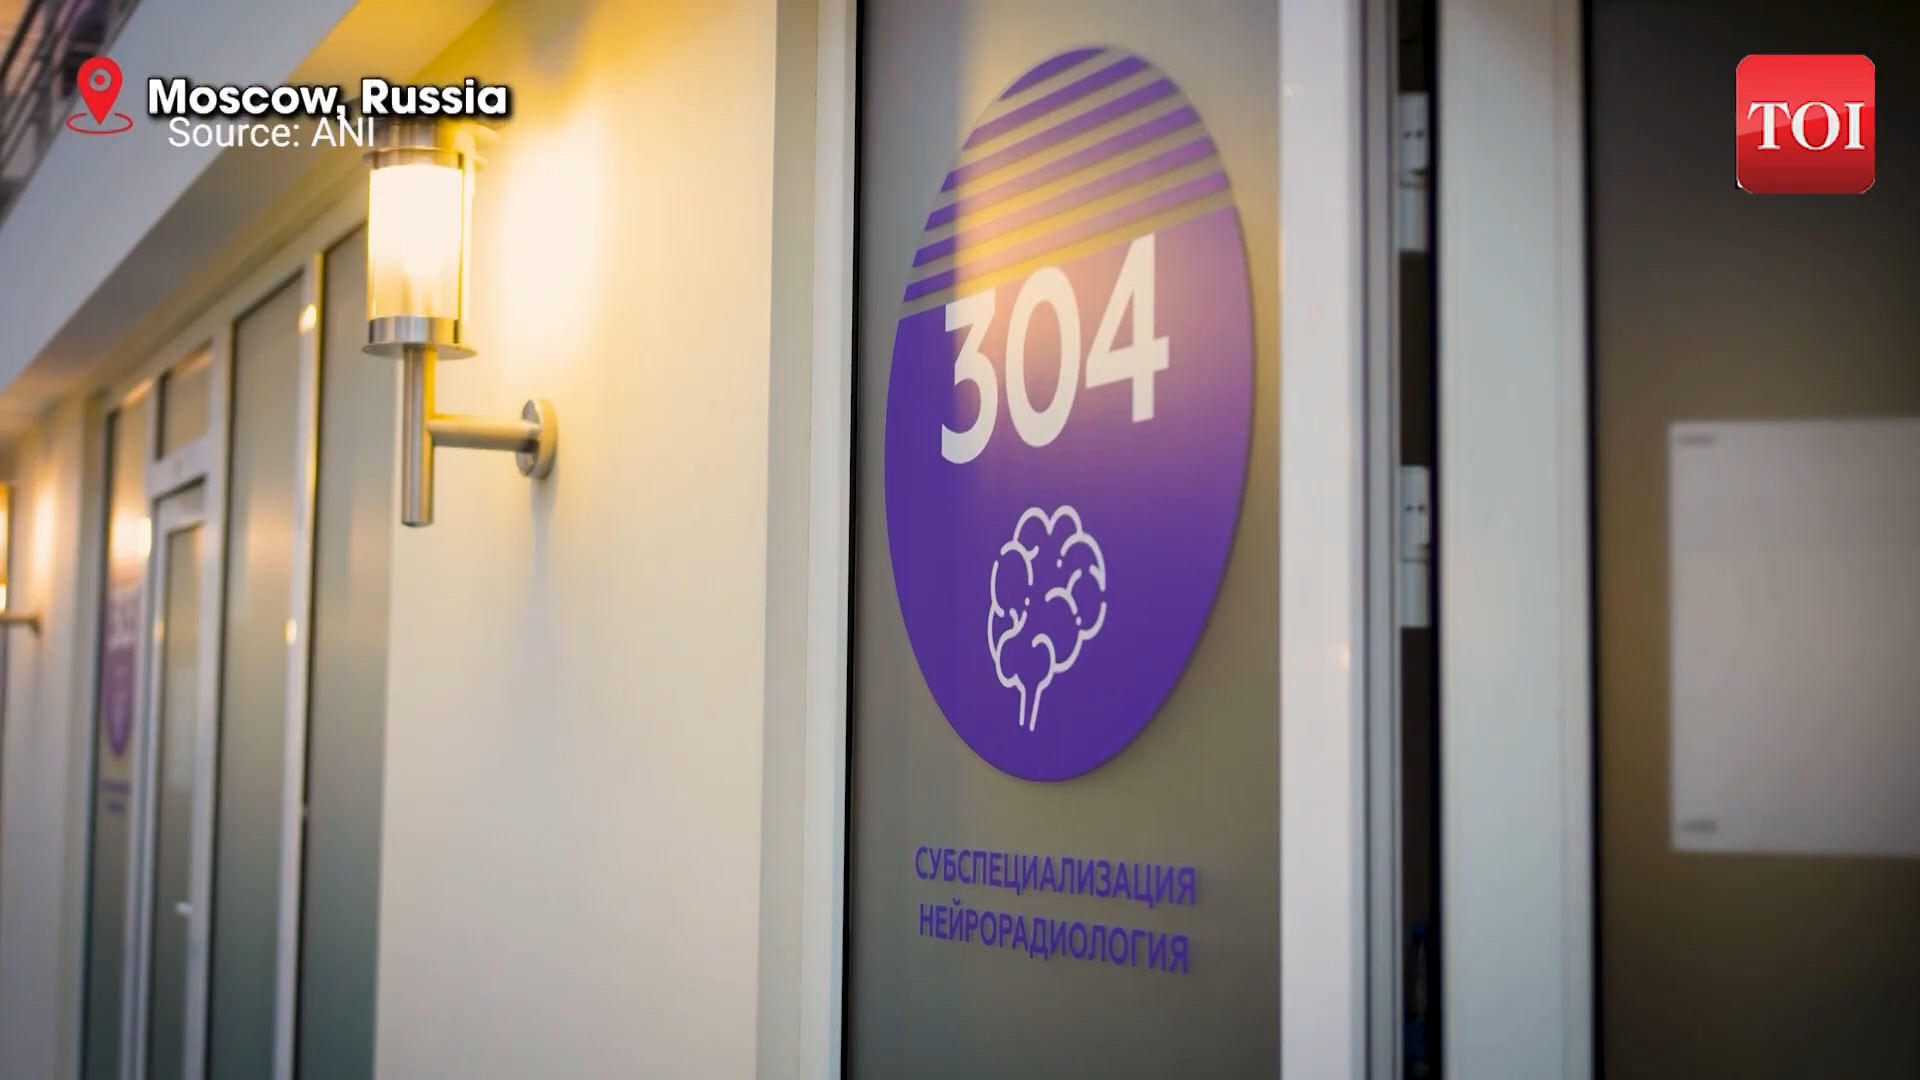 Moscow, Russia
Source: ANI
TOI
304
СУБСПЕЦИАЛИЗАЦИЯ
НЕЙРОРАДИОЛОГИЯ